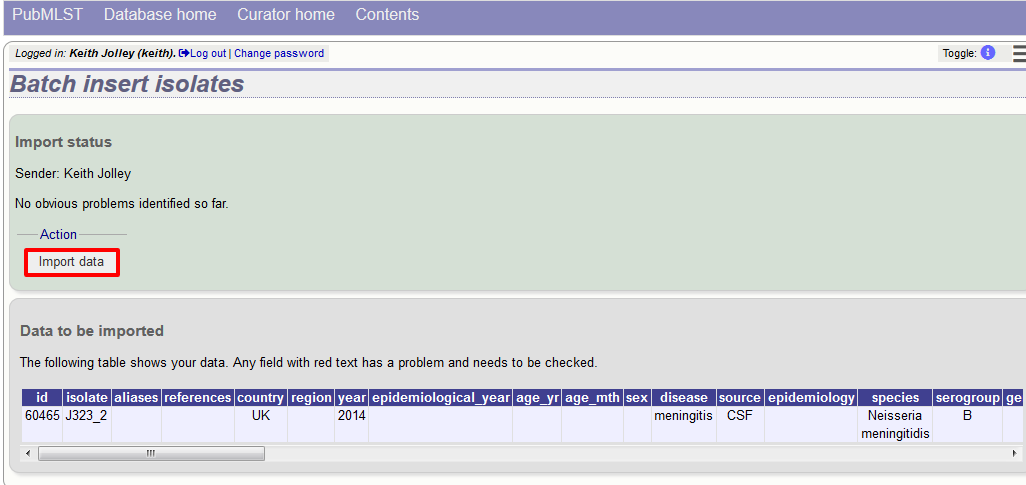 PubMLST Database home Curator home Contents
Logged in: Keith Jolley (keith). Log out | Change password Toggle: i
Batch insert isolates
Import status
Sender: Keith Jolley
No obvious problems identified so far.
Action
Import data
Data to be imported
The following table shows your data. Any field with red text has a problem and needs to be checked.
id isolate aliases references country region year epidemiological_year age_yr age_mth sex disease source epidemiology species serogroup ge
60465 J323_2 UK 2014 meningitis CSF Neisseria B
meningitidis